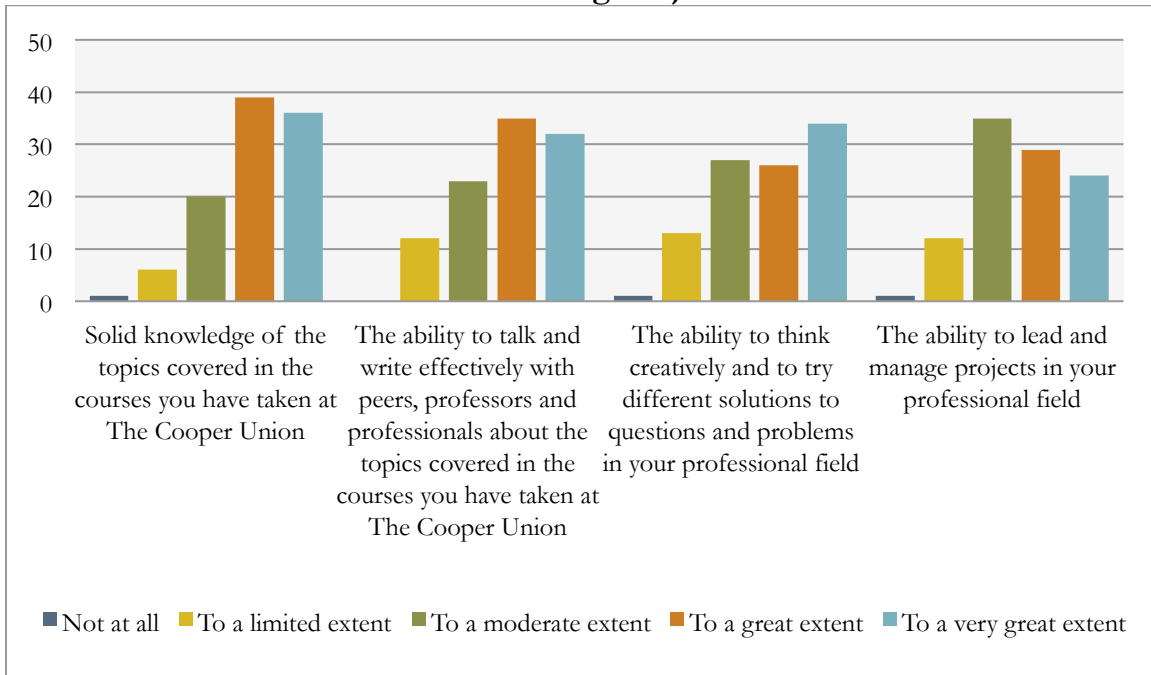 50
40
30
20
10
0
Solid knowledge of the
topics covered in the
courses you have taken at
The Cooper Union
The ability to talk and
write effectively with
peers, professors and
professionals about the
topics covered in the
courses you have taken at
The Cooper Union
The ability to think
creatively and to try
different solutions to
questions and problems
in your professional field
The ability to lead and
manage projects in your
professional field
Not at all To a limited extent To a moderate extent To a great extent To a very great extent